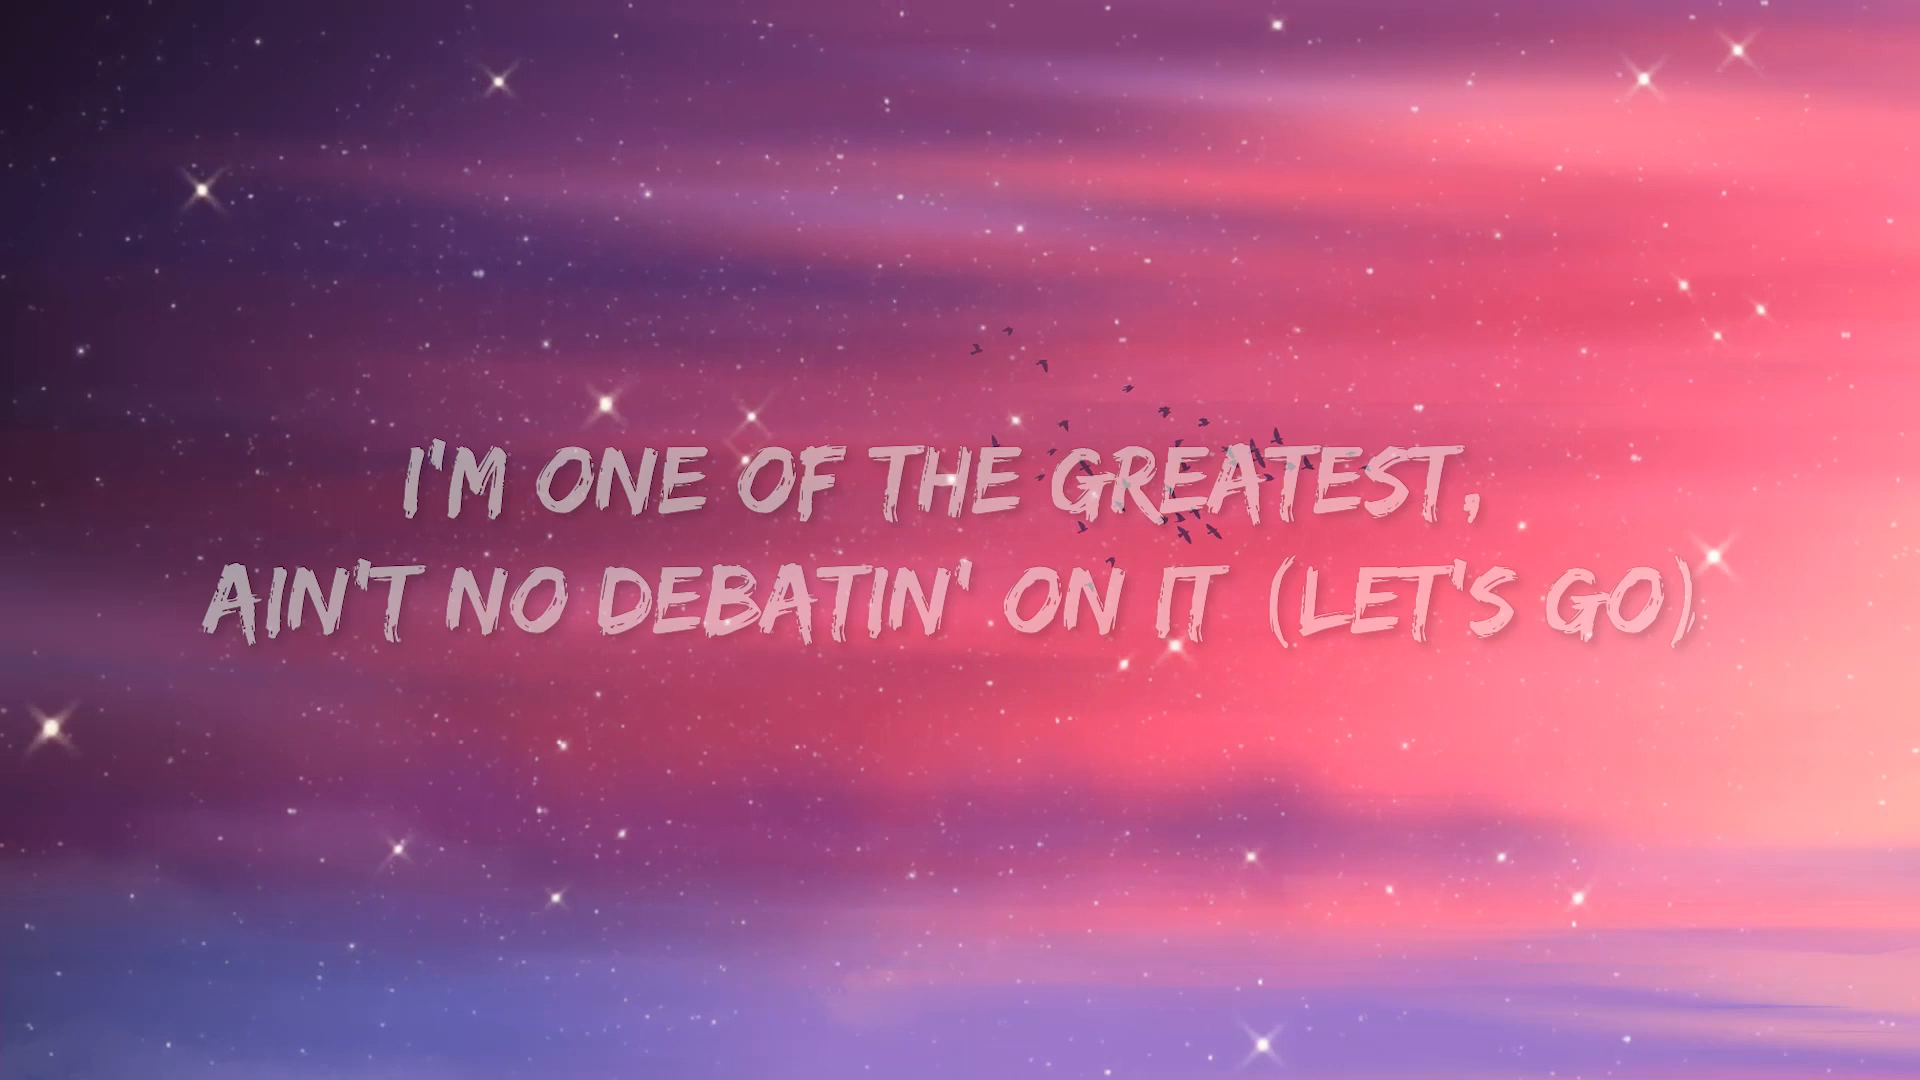 I'M ONE OF THE GREATEST,
AIN'T NO DEBATIN' ON IT (LET'S GO)